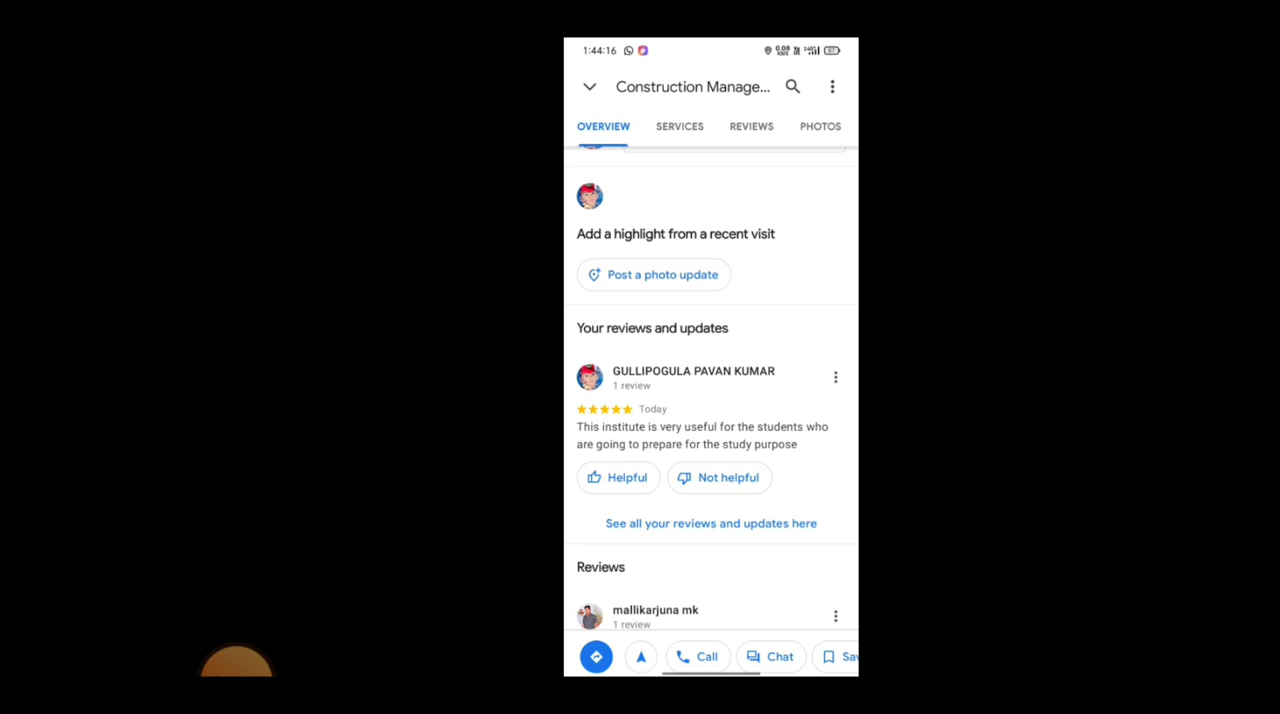 1:44:16
Construction Manage...
OVERVIEW SERVICES REVIEWS PHOTOS
Add a highlight from a recent visit
Post a photo update
Your reviews and updates
GULLIPOGULA PAVAN KUMAR
1 review
Today
This institute is very useful for the students who
are going to prepare for the study purpose
Helpful Not helpful
See all your reviews and updates here
Reviews
mallikarjuna mk
1 review
Call Chat Sav